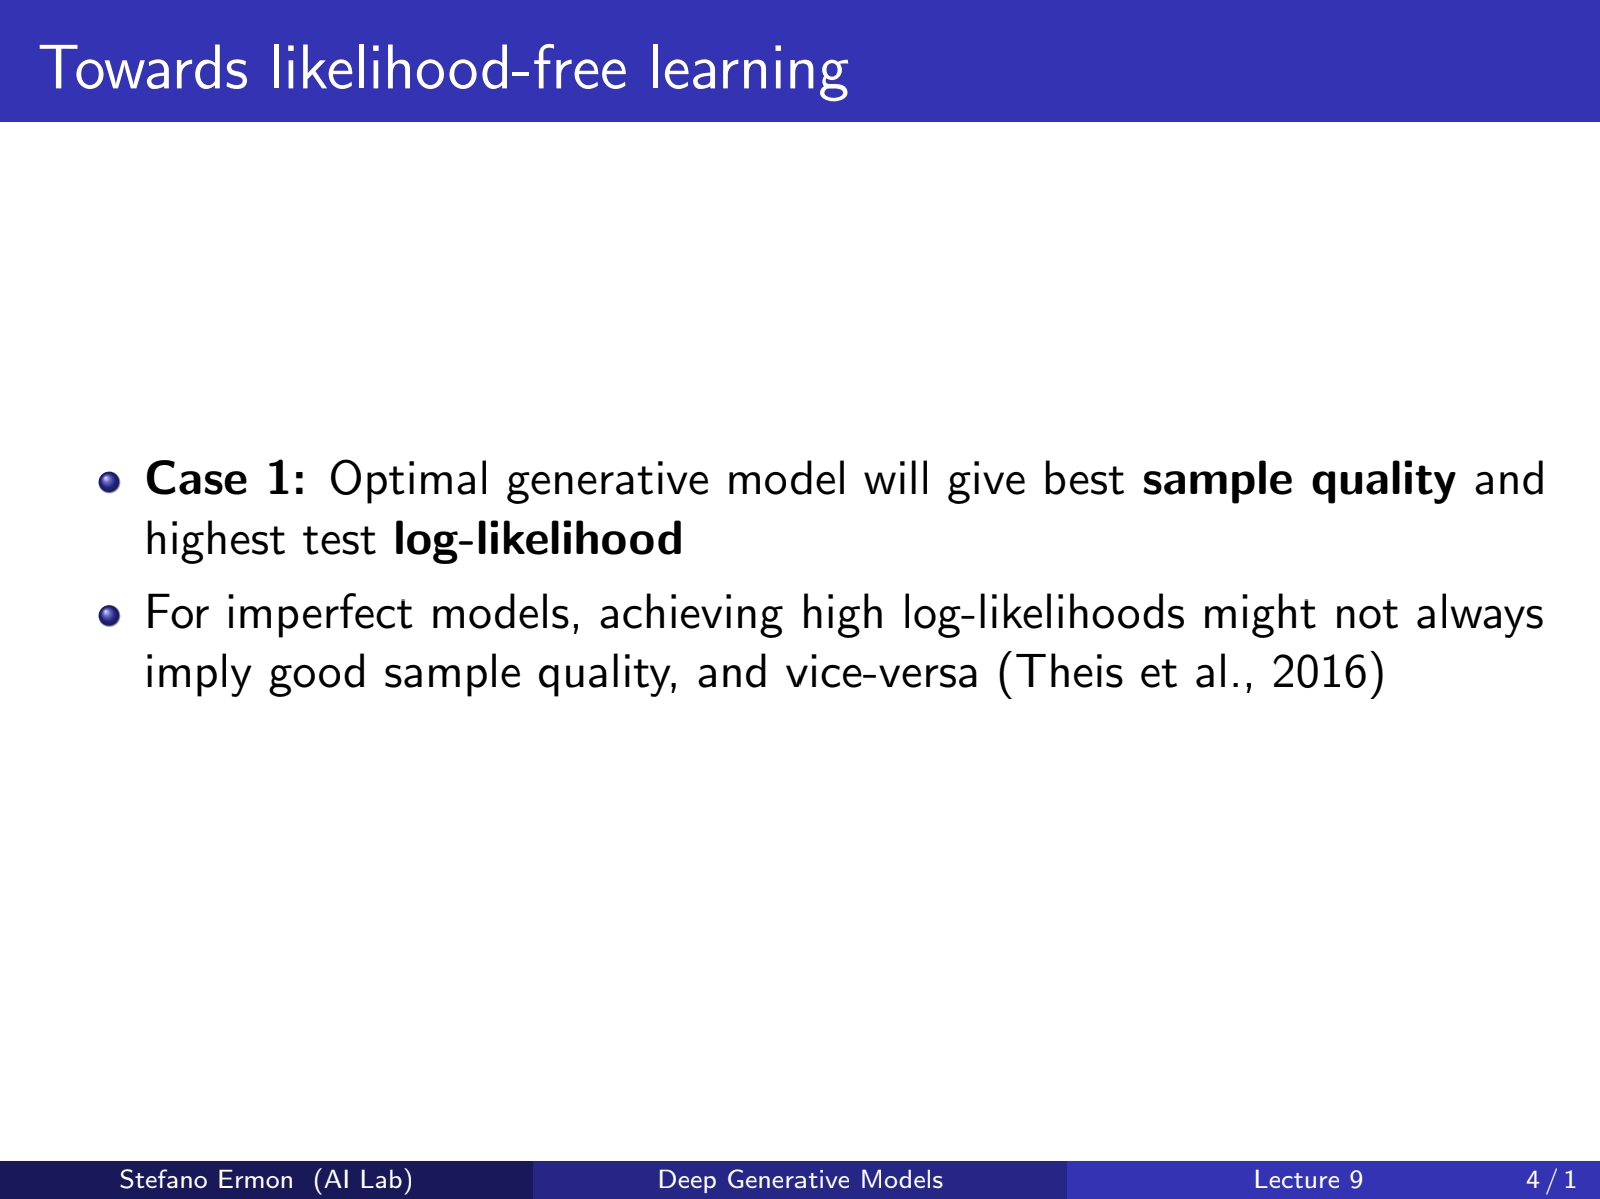 Towards likelihood-free learning
Case 1: Optimal generative model will give best sample quality and
highest test log-likelihood
For imperfect models, achieving high log-likelihoods might not always
imply good sample quality, and vice-versa (Theis et al., 2016)
Stefano Ermon (AI Lab) Deep Generative Models Lecture 9 4 / 1